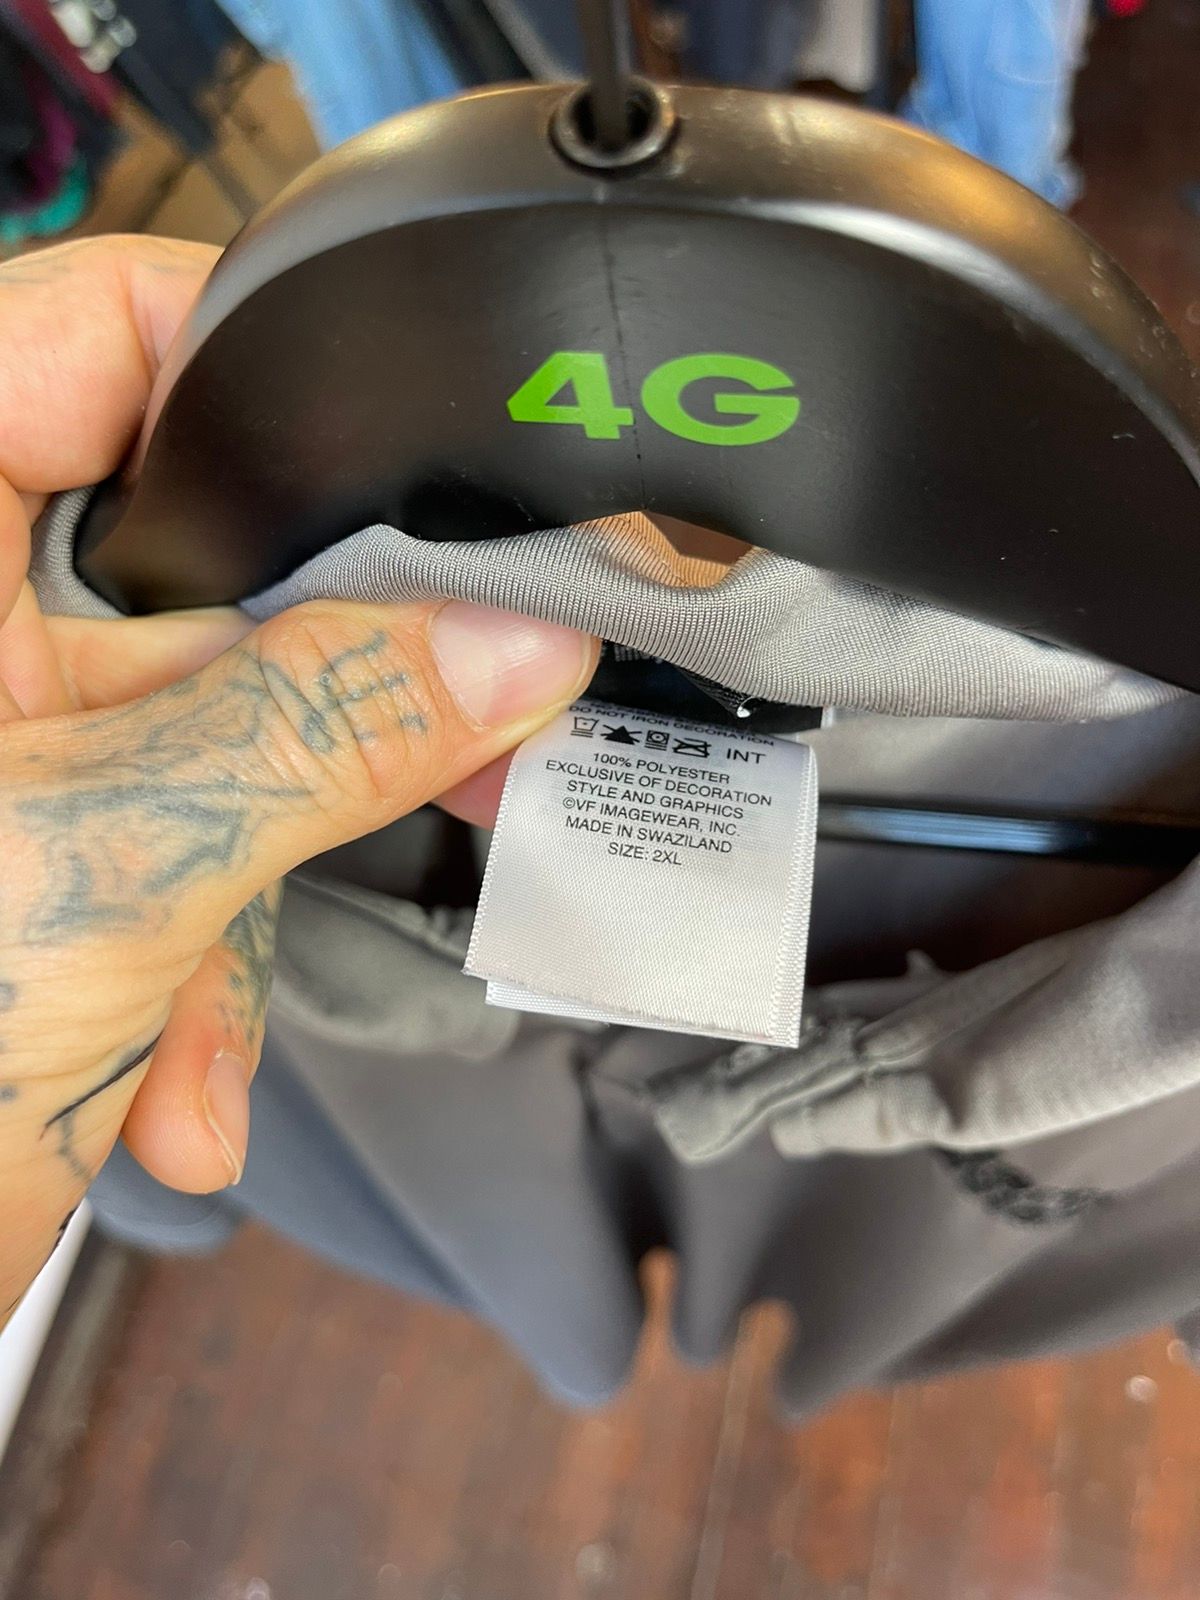 4G
DO NOT IRON DECORATION
INT
100% POLYESTER
EXCLUSIVE OF DECORATION
STYLE AND GRAPHICS
©VF IMAGEWEAR, INC.
MADE IN SWAZILAND
SIZE: 2XL